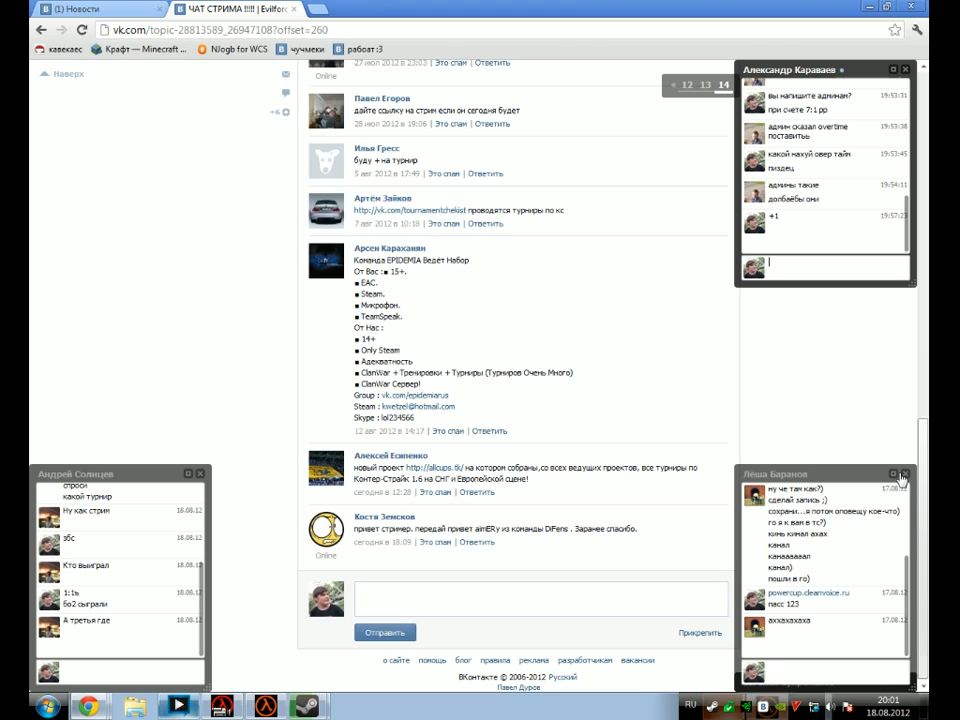 (1) Новости
ЧАТ СТРИМА !!!!! | Evilforc
vk.com/topic-28813589_26947108?offset=260
кавекаес
Крафт — Minecraft ...
NJogb for WCS
чучмеки
рабоат :3
Наверх
+6
27 июл 2012 в 23:03 | Это спам | Ответить
Online
« 12 13 14
Павел Егоров
дайте ссылку на стрим если он сегодня будет
28 июл 2012 в 19:06 | Это спам | Ответить
Илья Гресс
буду + на турнир
5 авг 2012 в 17:49 | Это спам | Ответить
Артём Зайков
http://vk.com/tournamentchekist проводятся турниры по кс
7 авг 2012 в 10:18 | Это спам | Ответить
Арсен Караханян
Команда EPIDEMIA Ведёт Набор
От Вас :■ 15+.
■ EAC.
■ Steam.
■ Микрофон.
■ TeamSpeak.
От Нас :
■ 14+
■ Only Steam
■ Адекватность
■ ClanWar +Тренировки + Турниры (Турниров Очень Много)
■ ClanWar Сервер!
Group : vk.com/epidemiarus
Steam : kwetzel@hotmail.com
Skype : lol234566
12 авг 2012 в 14:17 | Это спам | Ответить
Алексей Есипенко
новый проект http://allcups.tk/ на котором собраны,со всех ведущих проектов, все турниры по
Контер-Страйк 1.6 на СНГ и Европейской сцене!
сегодня в 12:28 | Это спам | Ответить
Костя Земсков
привет стример. передай привет aimERy из команды DiFens . Заранее спасибо.
сегодня в 18:09 | Это спам | Ответить
Online
Отправить
Прикрепить
о сайте помощь блог правила реклама разработчикам вакансии
ВКонтакте © 2006-2012 Русский
Павел Дуров
Александр Караваев
вы напишите админам? 19:53:31
при счете 7:1 рр
админ сказал overtime 19:53:38
поставитьь
какой нахуй овер тайм 19:53:45
пиздец
админы такие 19:54:11
долбаёбы они
+1 19:57:23
Андрей Солнцев
спроси
какой турнир
Ну как стрим 18.08.12
збс 18.08.12
Кто выиграл 18.08.12
1:1ь 18.08.12
бо2 сыграли
А третья где 18.08.12
Лёша Баранов
ну че там как?) 17.08.12
сделай запись ;)
сохрани...я потом оповещу кое-что)
го я к вам в тс?)
кинь кинал ахах
канал
канааааал
канал)
пошли в го)
powercup.cleanvoice.ru 17.08.12
пасс 123
аххахахаха 17.08.12
RU
20:01
18.08.2012